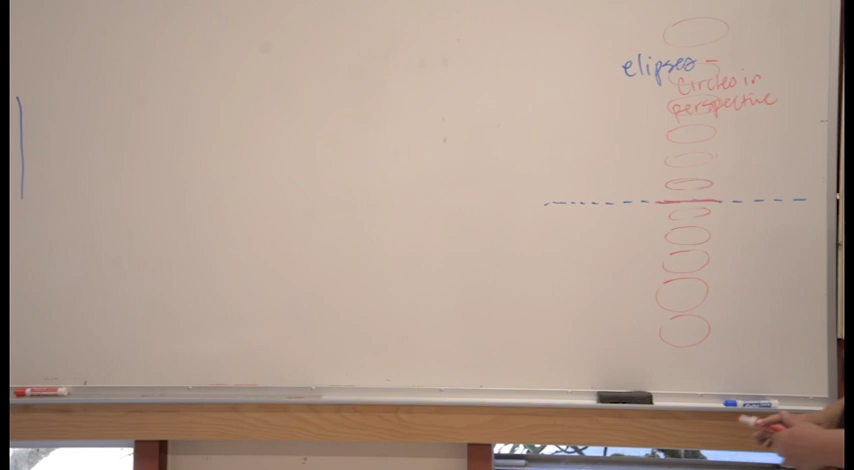 elipses -
circles in
perspective